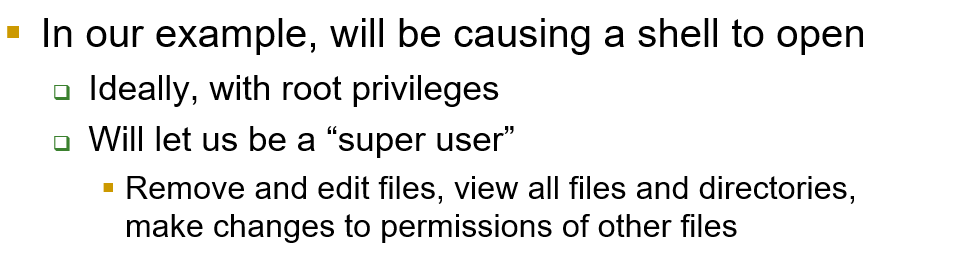 In our example, will be causing a shell to open
Ideally, with root privileges
Will let us be a “super user”
Remove and edit files, view all files and directories,
make changes to permissions of other files